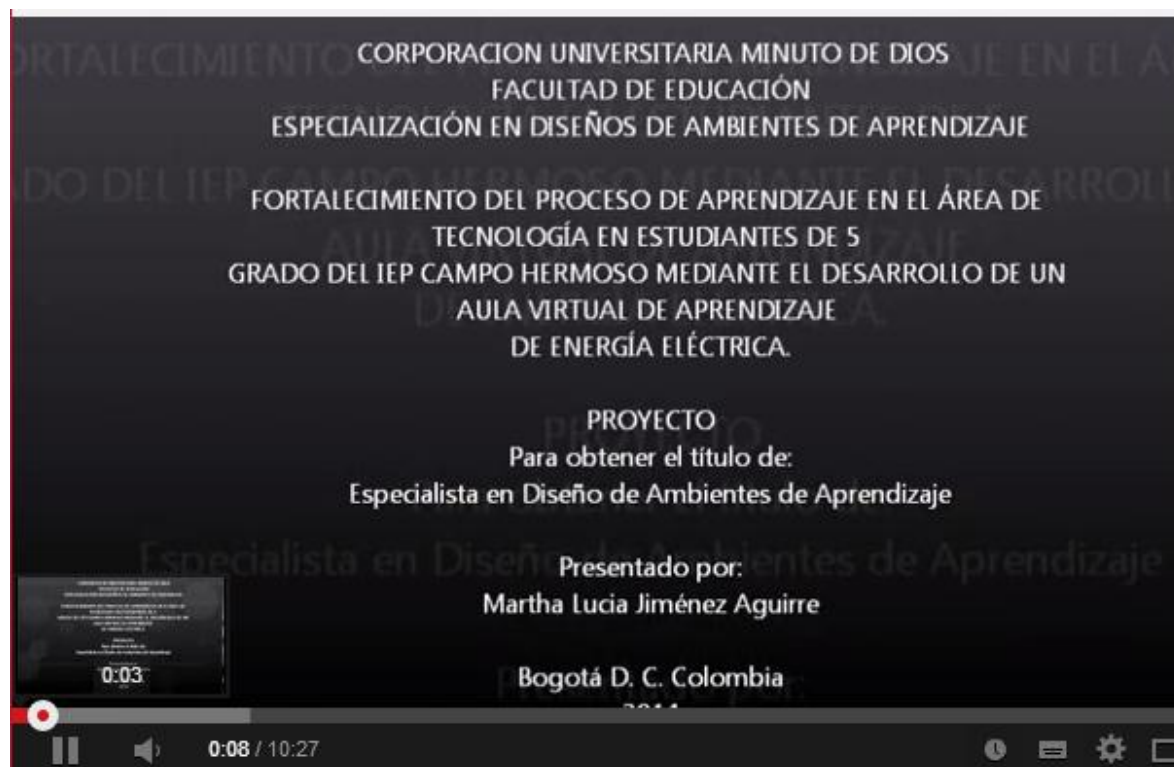 CORPORACION UNIVERSITARIA MINUTO DE DIOS
FACULTAD DE EDUCACIÓN
ESPECIALIZACIÓN EN DISEÑOS DE AMBIENTES DE APRENDIZAJE
FORTALECIMIENTO DEL PROCESO DE APRENDIZAJE EN EL ÁREA DE
TECNOLOGÍA EN ESTUDIANTES DE 5
GRADO DEL IEP CAMPO HERMOSO MEDIANTE EL DESARROLLO DE UN
AULA VIRTUAL DE APRENDIZAJE
DE ENERGÍA ELÉCTRICA.
PROYECTO
Para obtener el título de:
Especialista en Diseño de Ambientes de Aprendizaje
Presentado por:
Martha Lucia Jiménez Aguirre
Bogotá D. C. Colombia
0:03
0:08 / 10:27